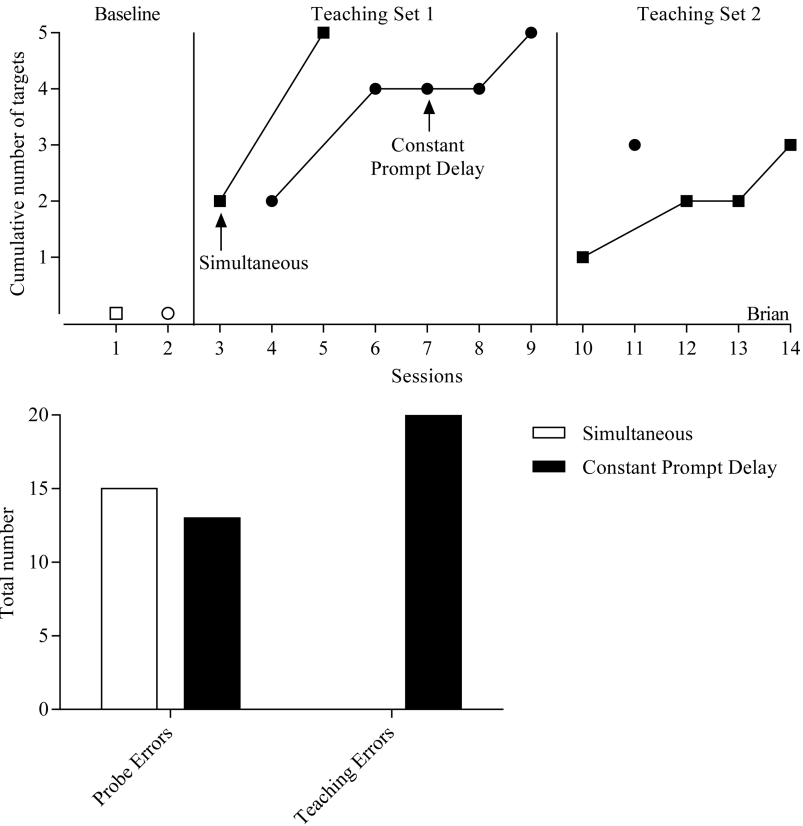 Baseline
Teaching Set 1
Teaching Set 2
Cumulative number of targets
5
4
3
2
1
Simultaneous
Constant
Prompt Delay
Brian
1 2 3 4 5 6 7 8 9 10 11 12 13 14
Sessions
Total number
20
15
10
5
0
Probe Errors
Teaching Errors
Simultaneous
Constant Prompt Delay